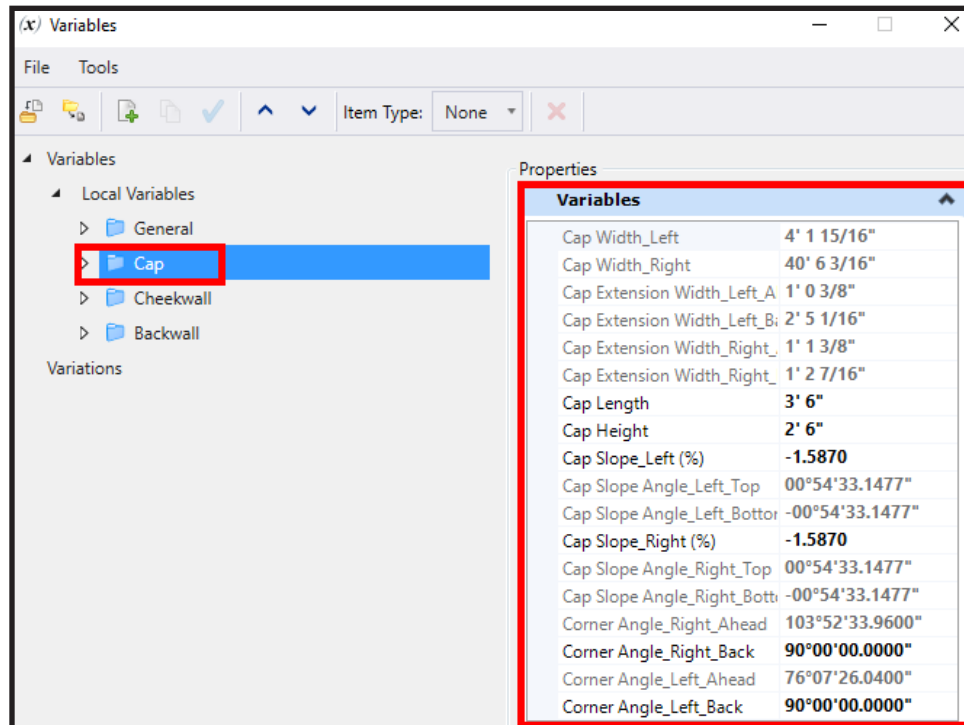 (x) Variables
File Tools
Item Type: None
Variables
Local Variables
General
Cap
Cheekwall
Backwall
Variations
Properties
Variables
Cap Width_Left 4' 1 15/16"
Cap Width_Right 40' 6 3/16"
Cap Extension Width_Left_A 1' 0 3/8"
Cap Extension Width_Left_Ba 2' 5 1/16"
Cap Extension Width_Right_ 1' 1 3/8"
Cap Extension Width_Right_ 1' 2 7/16"
Cap Length 3' 6"
Cap Height 2' 6"
Cap Slope_Left (%) -1.5870
Cap Slope Angle_Left_Top 00°54'33.1477"
Cap Slope Angle_Left_Bottor -00°54'33.1477"
Cap Slope_Right (%) -1.5870
Cap Slope Angle_Right_Top 00°54'33.1477"
Cap Slope Angle_Right_Botti -00°54'33.1477"
Corner Angle_Right_Ahead 103°52'33.9600"
Corner Angle_Right_Back 90°00'00.0000"
Corner Angle_Left_Ahead 76°07'26.0400"
Corner Angle_Left_Back 90°00'00.0000"